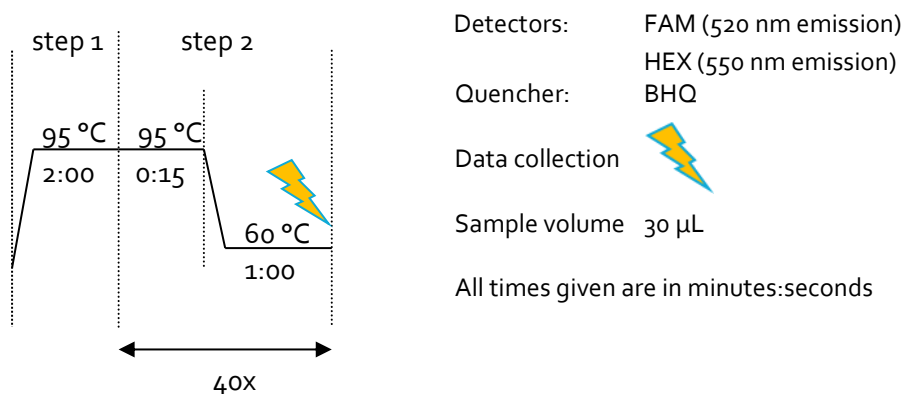 step 1
step 2
95 °C
95 °C
2:00
0:15
60 °C
1:00
40x
Detectors: FAM (520 nm emission)
HEX (550 nm emission)
Quencher: BHQ
Data collection
Sample volume 30 µL
All times given are in minutes:seconds